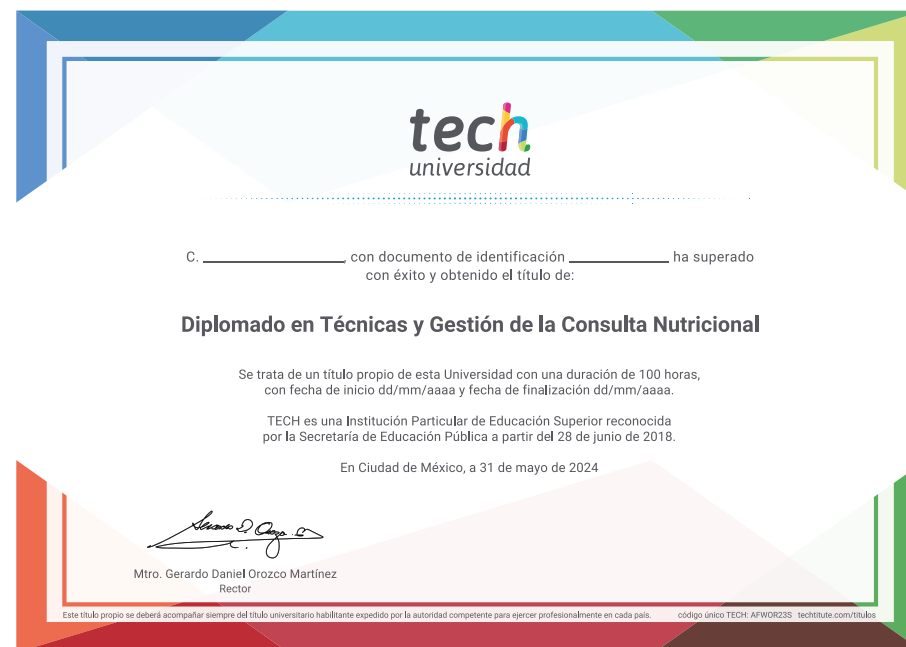 tech
universidad
C. ____________, con documento de identificación ____________ ha superado
con éxito y obtenido el título de:
Diplomado en Técnicas y Gestión de la Consulta Nutricional
Se trata de un título propio de esta Universidad con una duración de 100 horas,
con fecha de inicio dd/mm/aaaa y fecha de finalización dd/mm/aaaa.
TECH es una Institución Particular de Educación Superior reconocida
por la Secretaría de Educación Pública a partir del 28 de junio de 2018.
En Ciudad de México, a 31 de mayo de 2024
Mtro. Gerardo Daniel Orozco Martínez
Rector
Este título propio se deberá acompañar siempre del título universitario habilitante expedido por la autoridad competente para ejercer profesionalmente en cada país. código único TECH: AFWOR23S techtitute.com/titulos